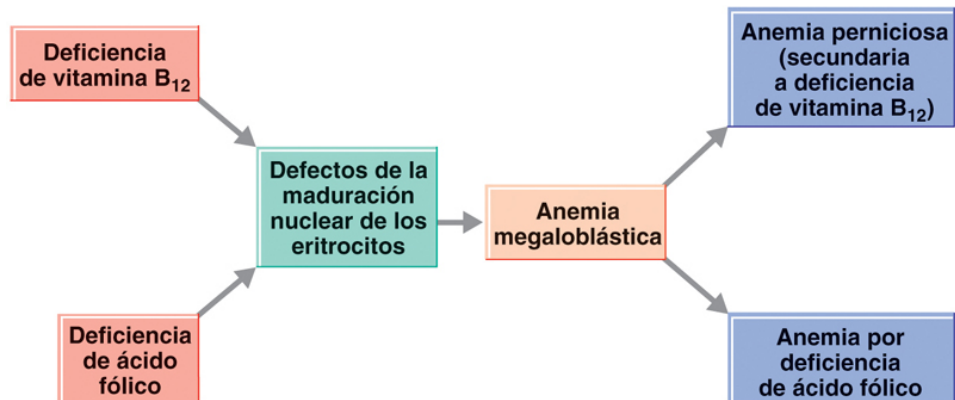 Deficiencia
de vitamina B₁₂
Deficiencia
de ácido
fólico
Defectos de la
maduración
nuclear de los
eritrocitos
Anemia
megaloblástica
Anemia perniciosa
(secundaria
a deficiencia
de vitamina B₁₂)
Anemia por
deficiencia
de ácido fólico